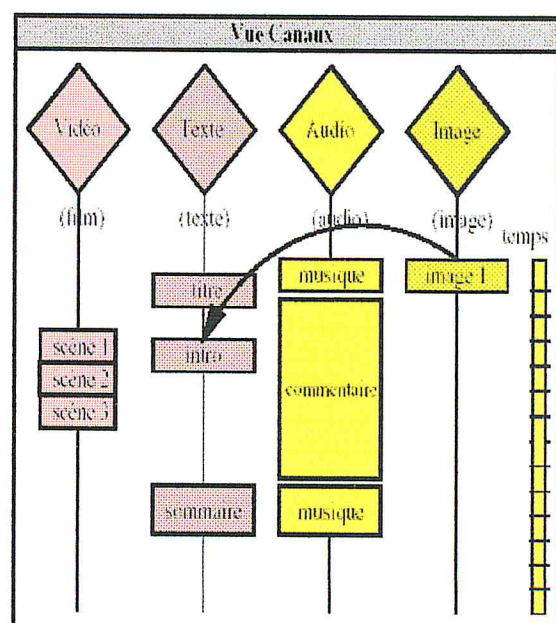 Vue Canaux
Vidéo Texte Audio Image
(film) (texte) (audio) (image)
temps
musique image 1
titre
scène 1 intro
scène 2
scène 3
commentaire
sommaire musique